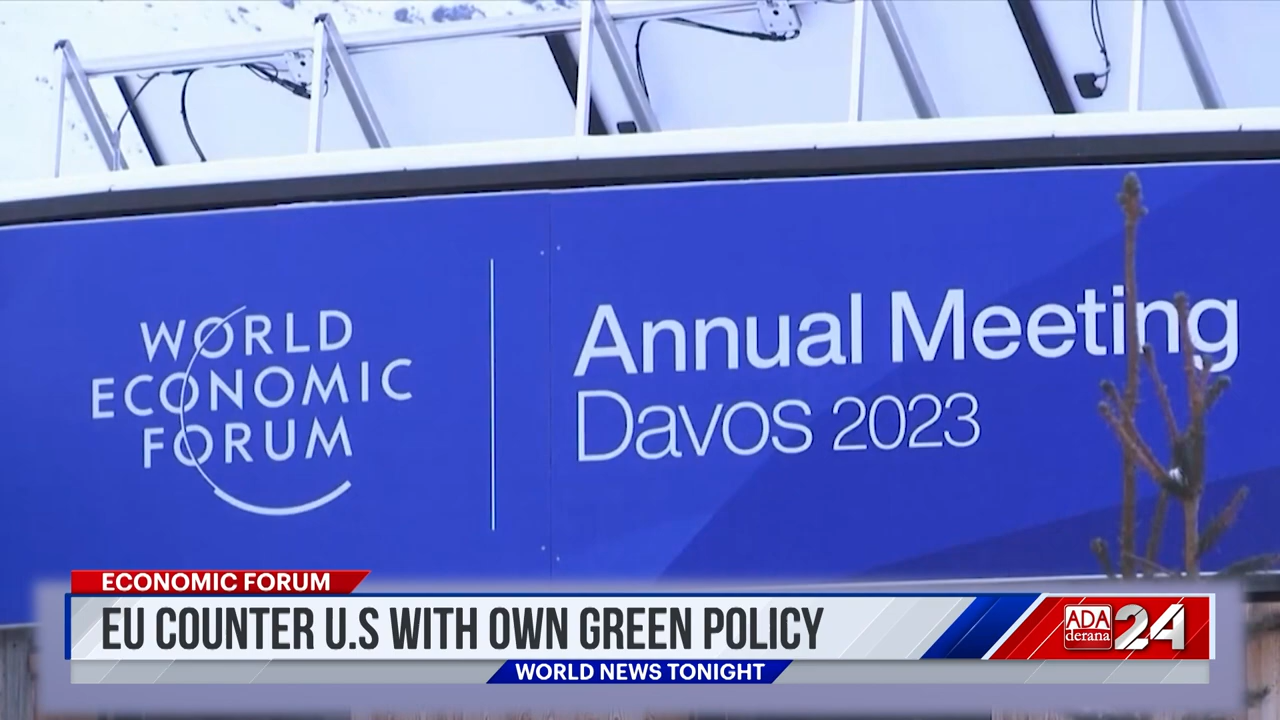 WORLD
ECONOMIC
FORUM
Annual Meeting
Davos 2023
ECONOMIC FORUM
EU COUNTER U.S WITH OWN GREEN POLICY
ADA
derana
24
WORLD NEWS TONIGHT